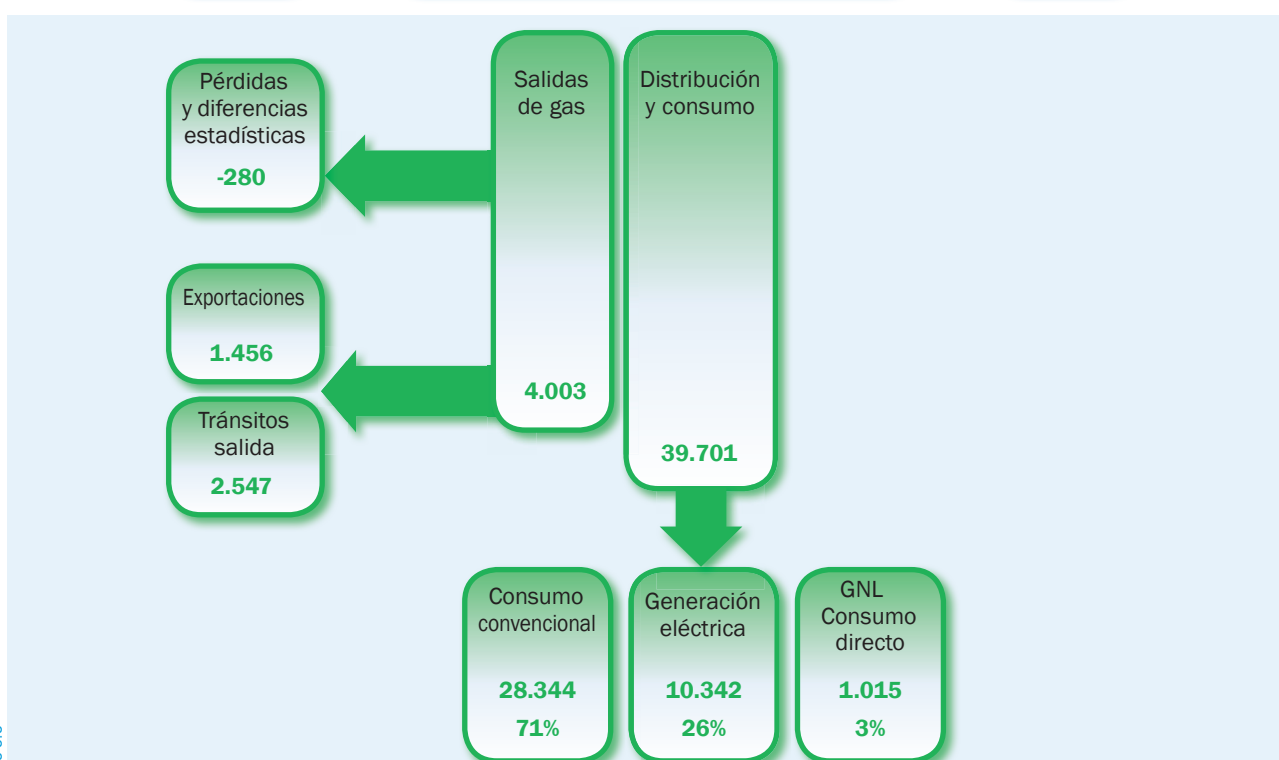 Pérdidas
y diferencias
estadísticas
-280
Salidas
de gas
4.003
Distribución
y consumo
39.701
Exportaciones
1.456
Tránsitos
salida
2.547
Consumo
convencional
28.344
71%
Generación
eléctrica
10.342
26%
GNL
Consumo
directo
1.015
3%